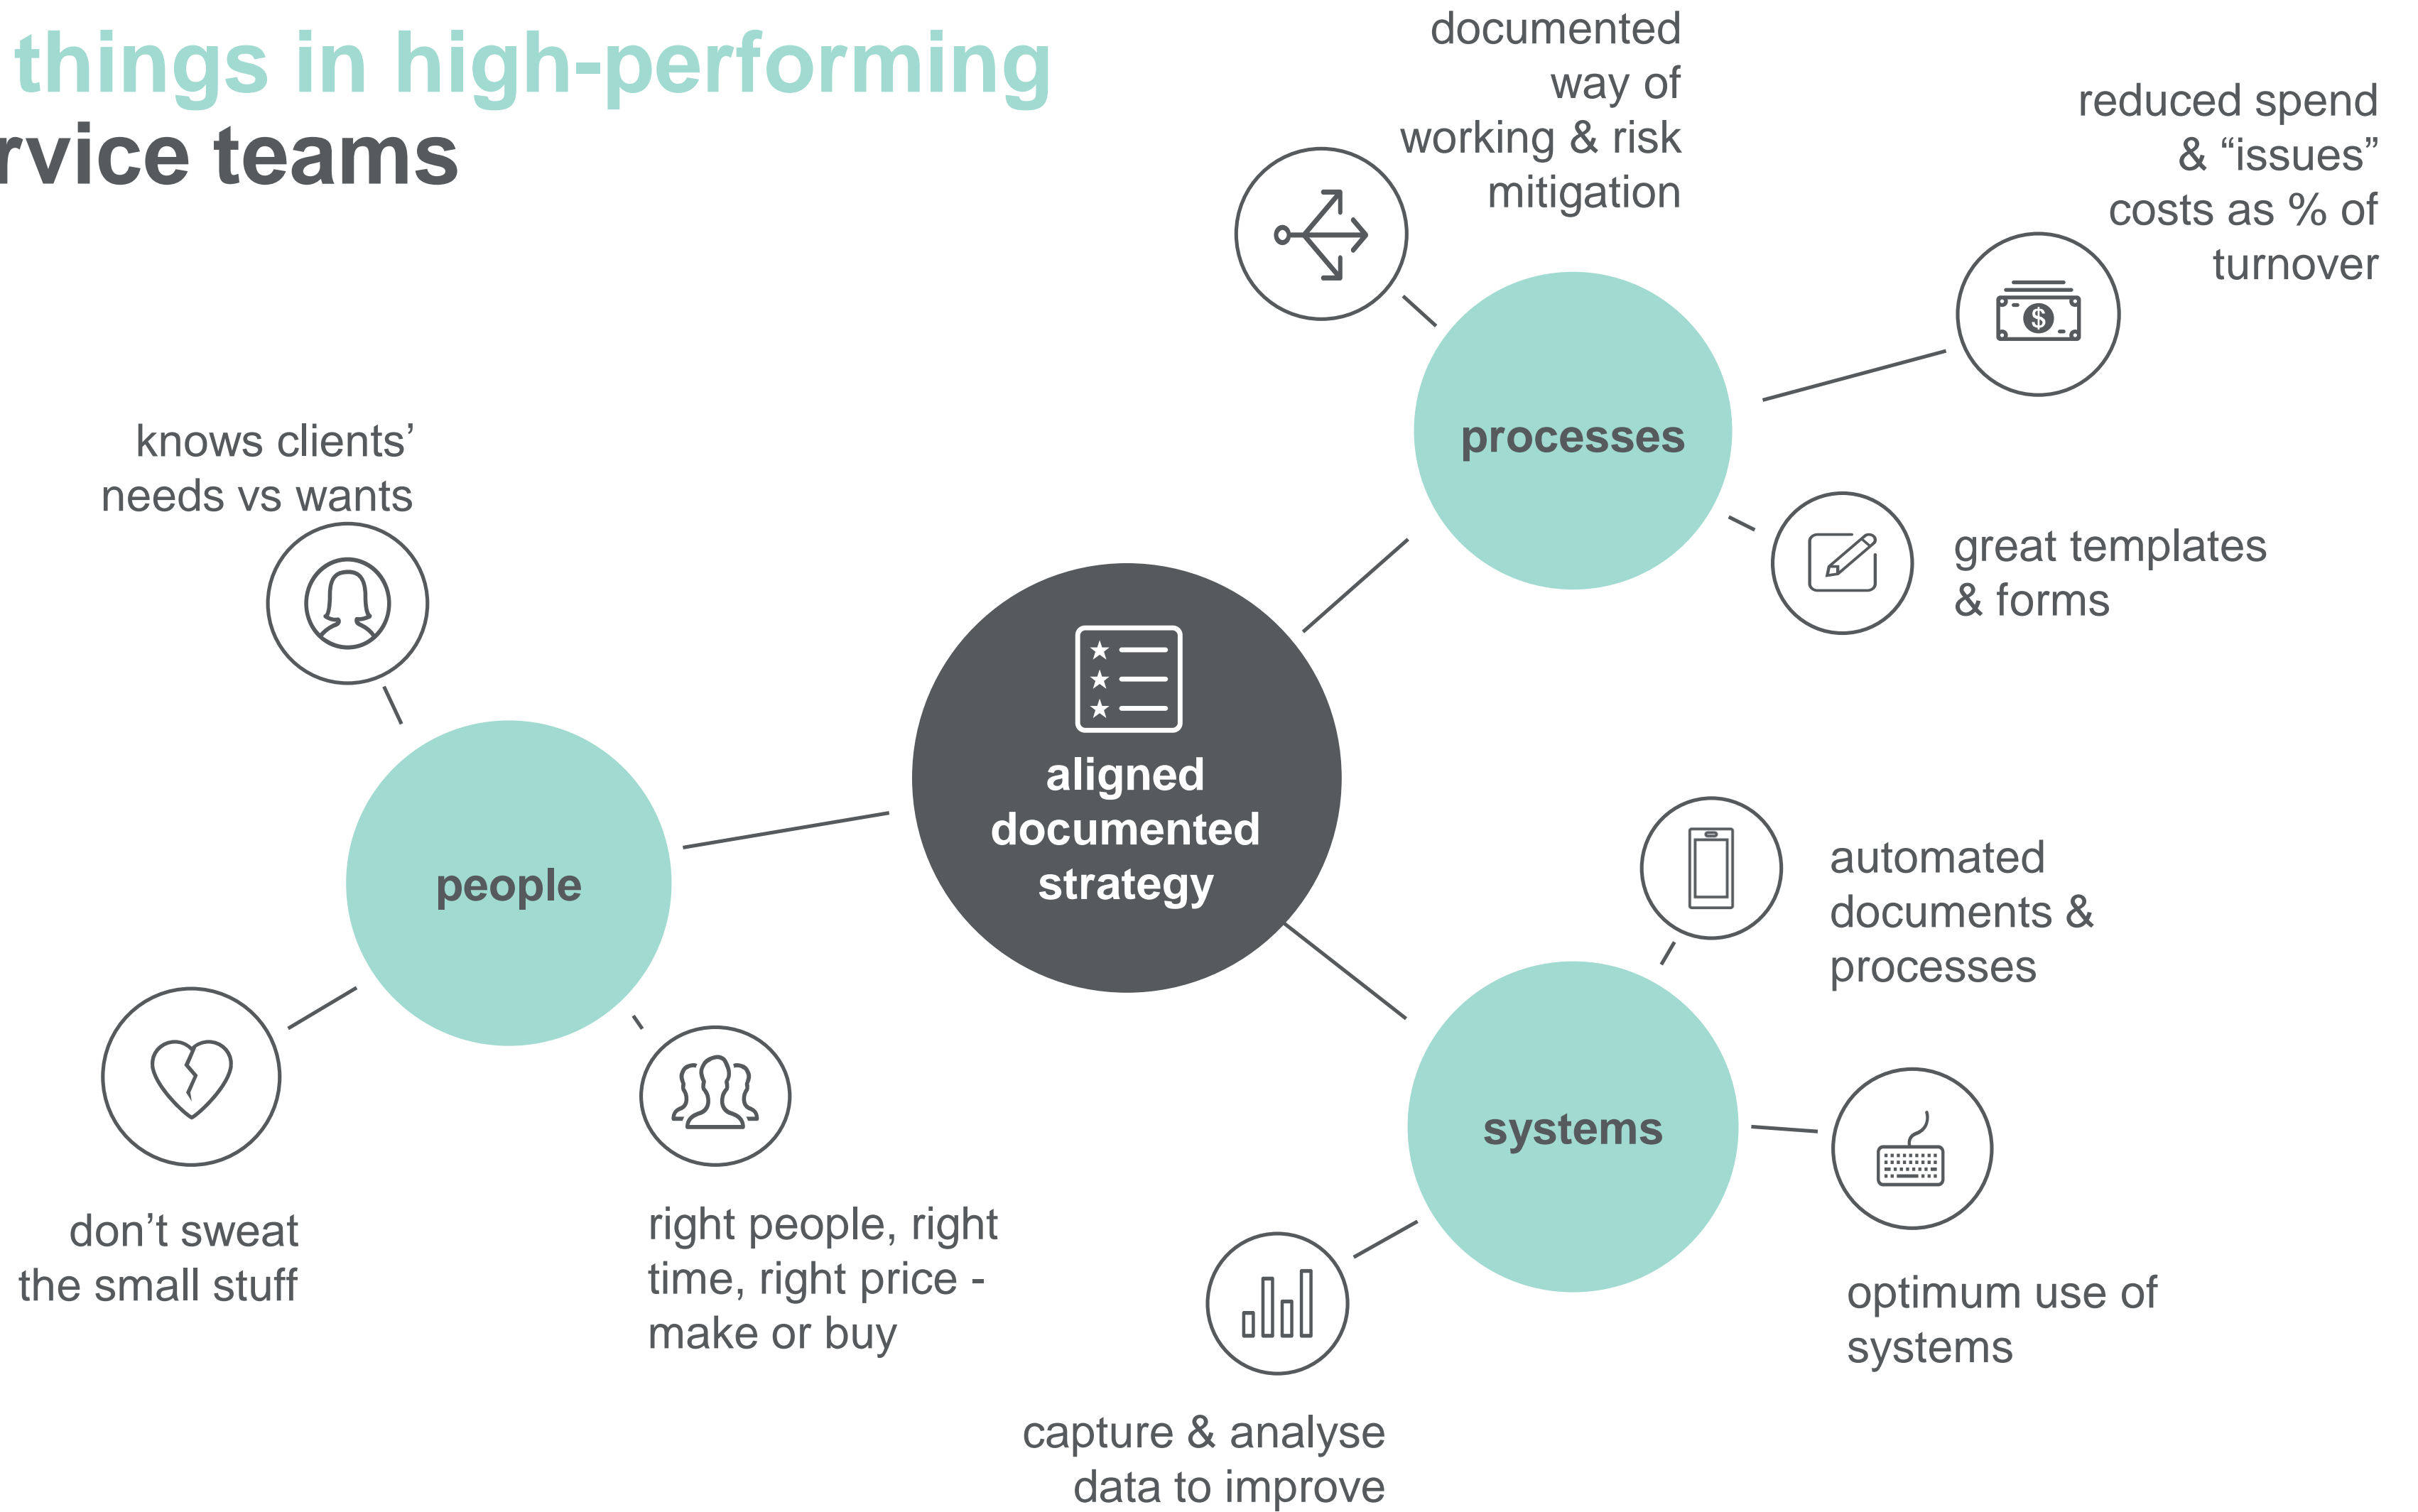 things in high-performing
rvice teams
documented
way of
working & risk
mitigation
reduced spend
& “issues”
costs as % of
turnover
processes
great templates
& forms
knows clients’
needs vs wants
people
don’t sweat
the small stuff
right people, right
time, right price -
make or buy
aligned
documented
strategy
automated
documents &
processes
systems
optimum use of
systems
capture & analyse
data to improve